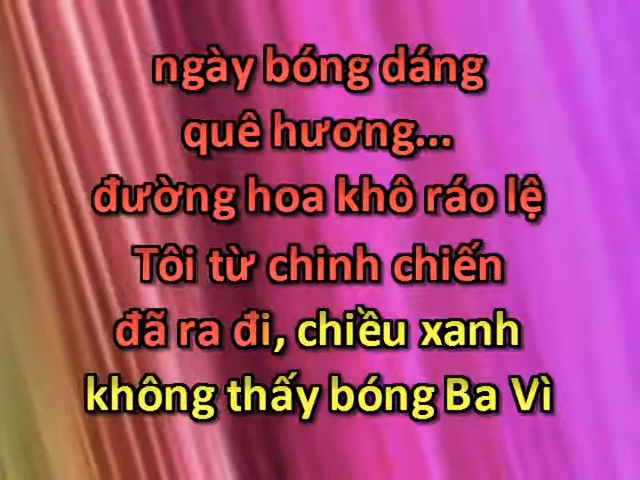 ngày bóng dáng
quê hương...
đường hoa khô ráo lệ
Tôi từ chinh chiến
đã ra đi, chiều xanh
không thấy bóng Ba Vì